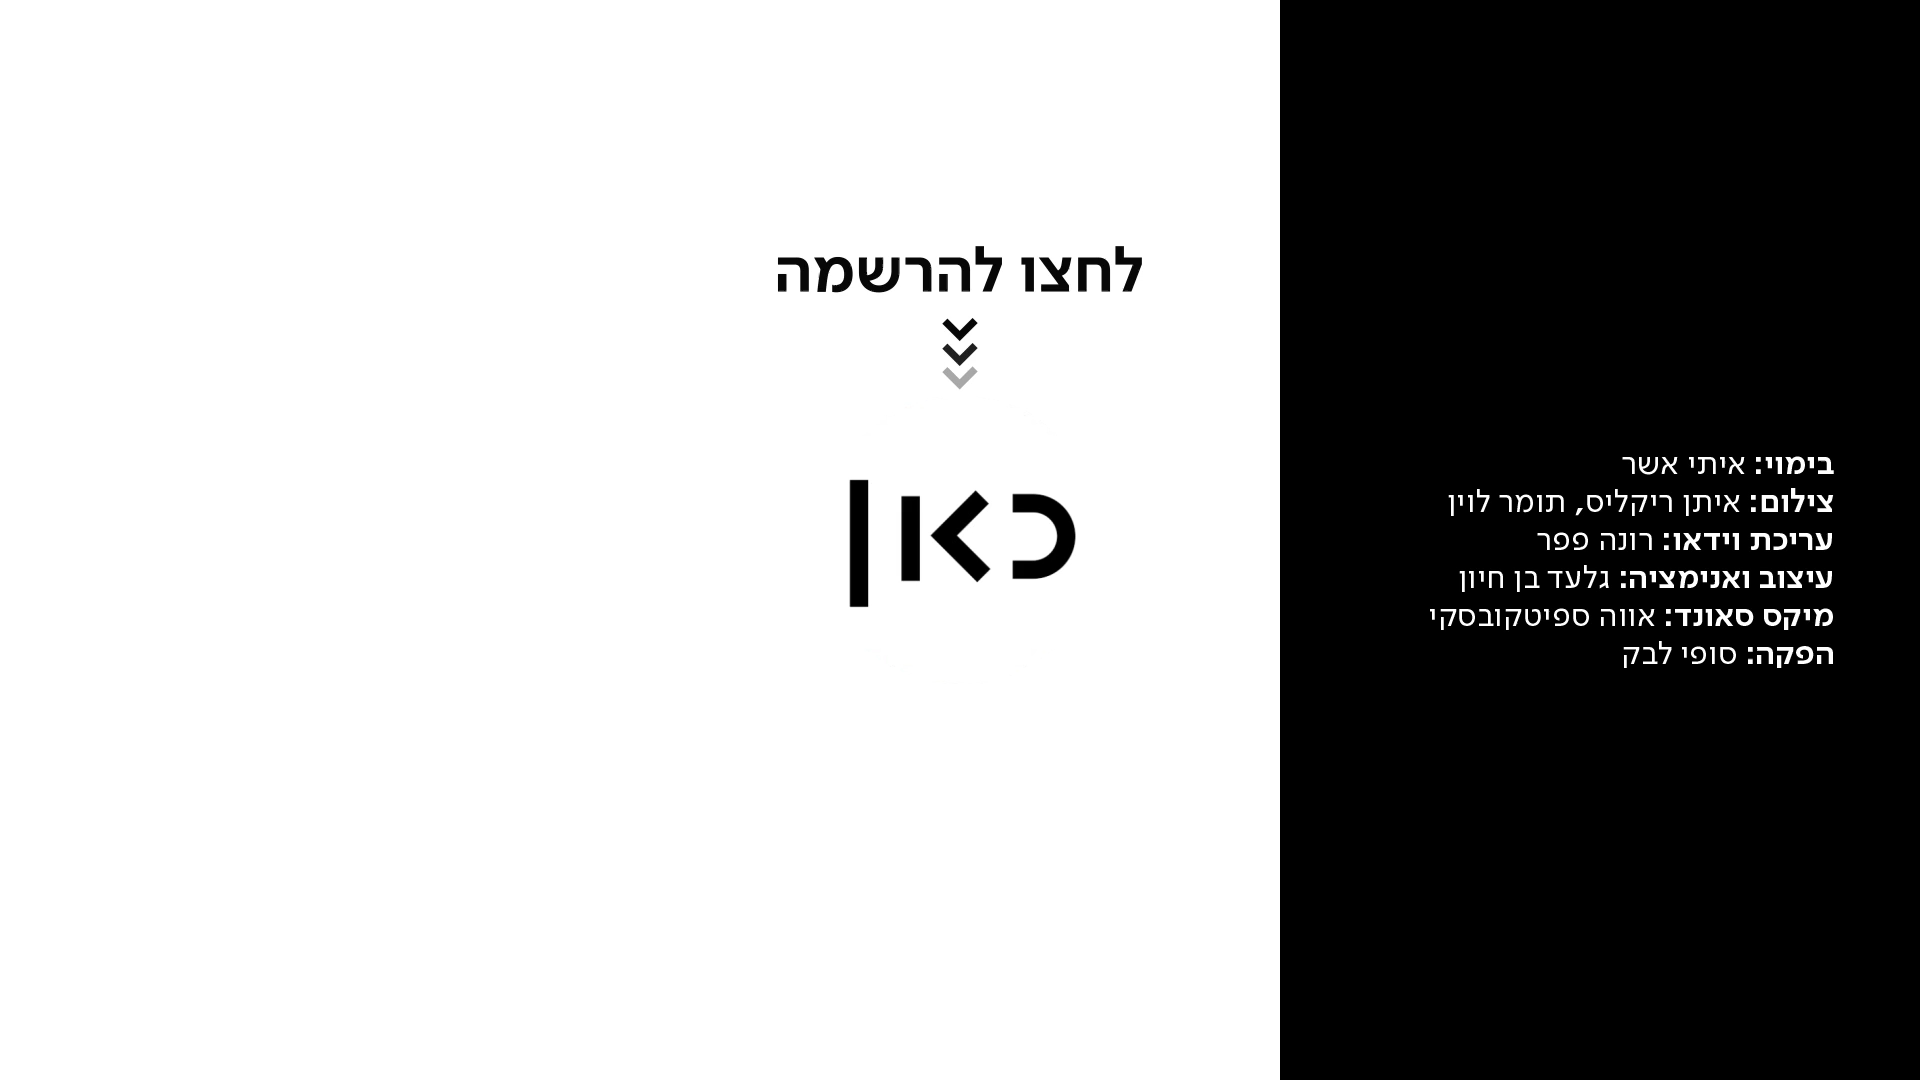 לחצו להרשמה
כאן
בימוי: איתי אשר
צילום: איתן ריקליס, תומר לוין
עריכת וידאו: רונה פפר
עיצוב ואנימציה: גלעד בן חיון
מיקס סאונד: אווה ספיטקובסקי
הפקה: סופי לבק